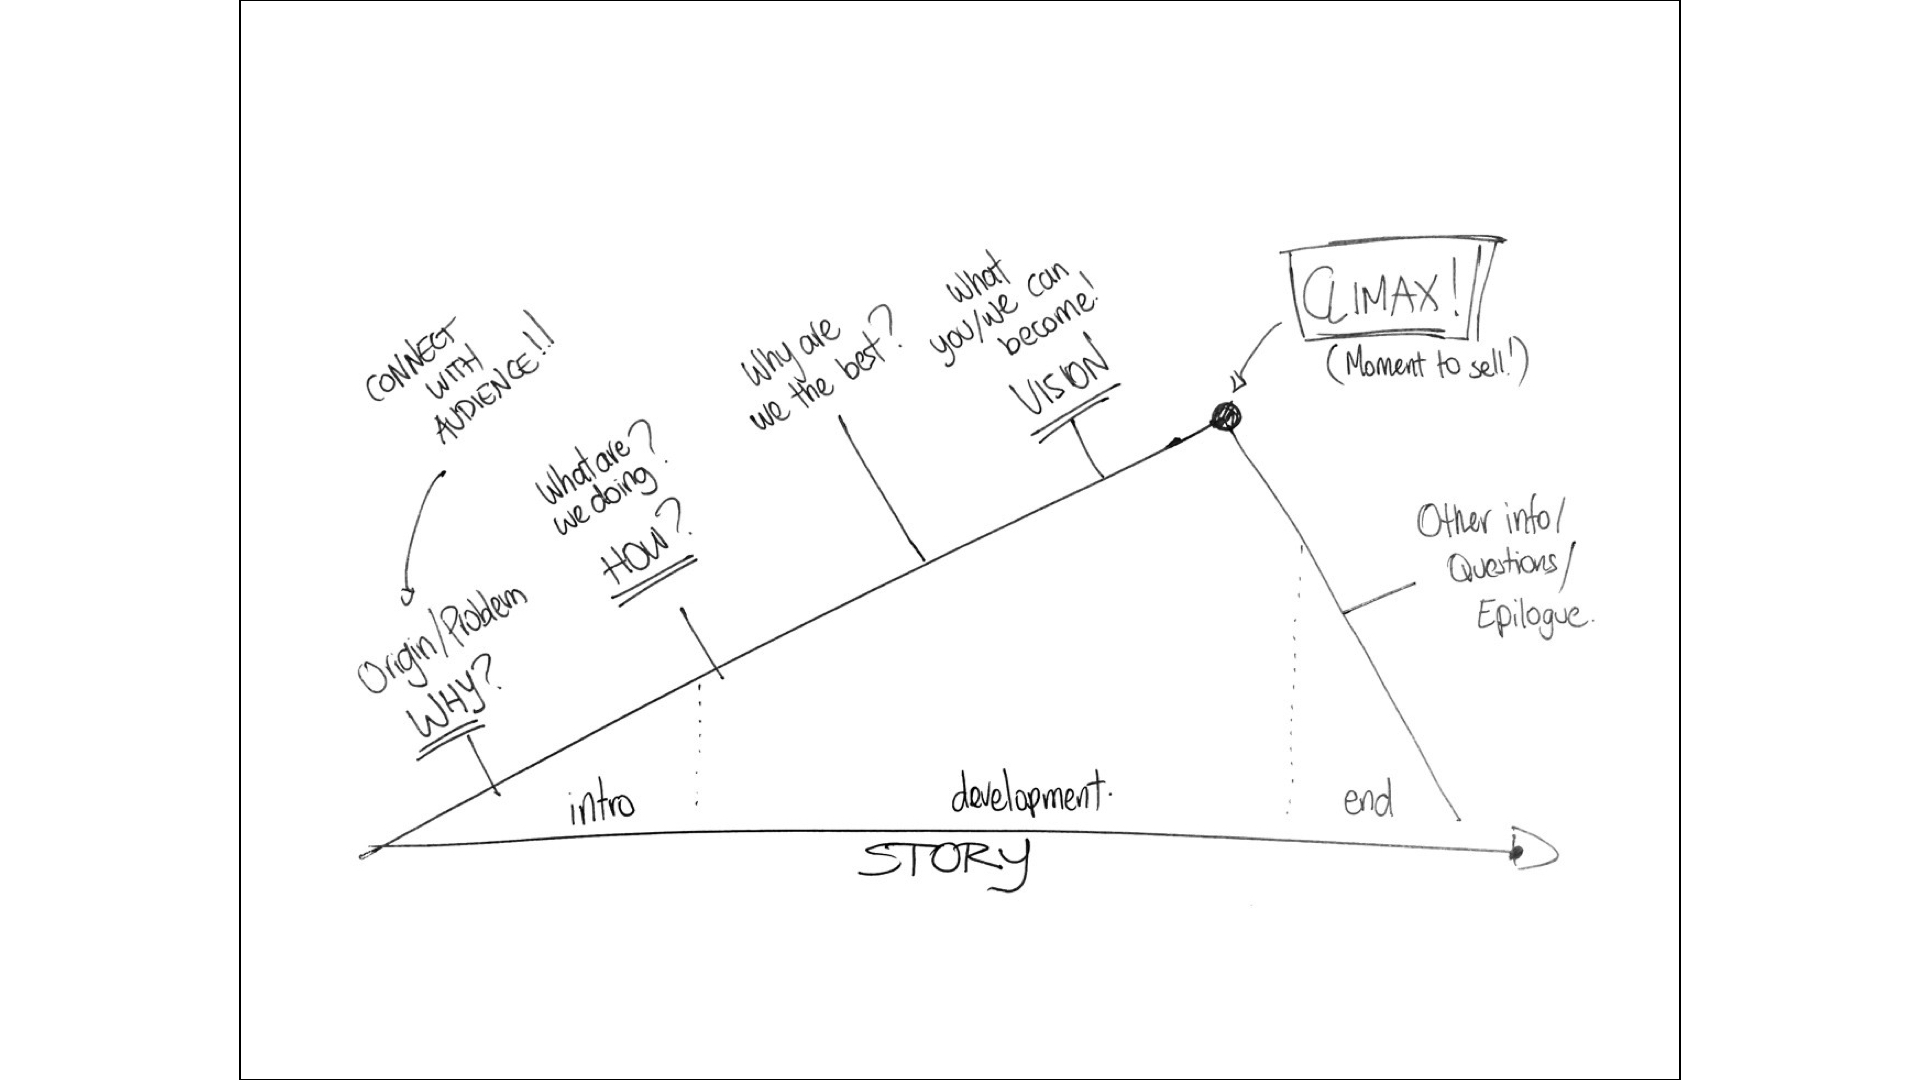 CONNECT
WITH
AUDIENCE!!
Origin/Problem
WHY?
What are?
we doing
HOW?
Why are
we the best?
What
you/we can
become!
VISION
CLIMAX!
(Moment to sell!)
Other info/
Questions/
Epilogue.
intro
development.
end
STORY